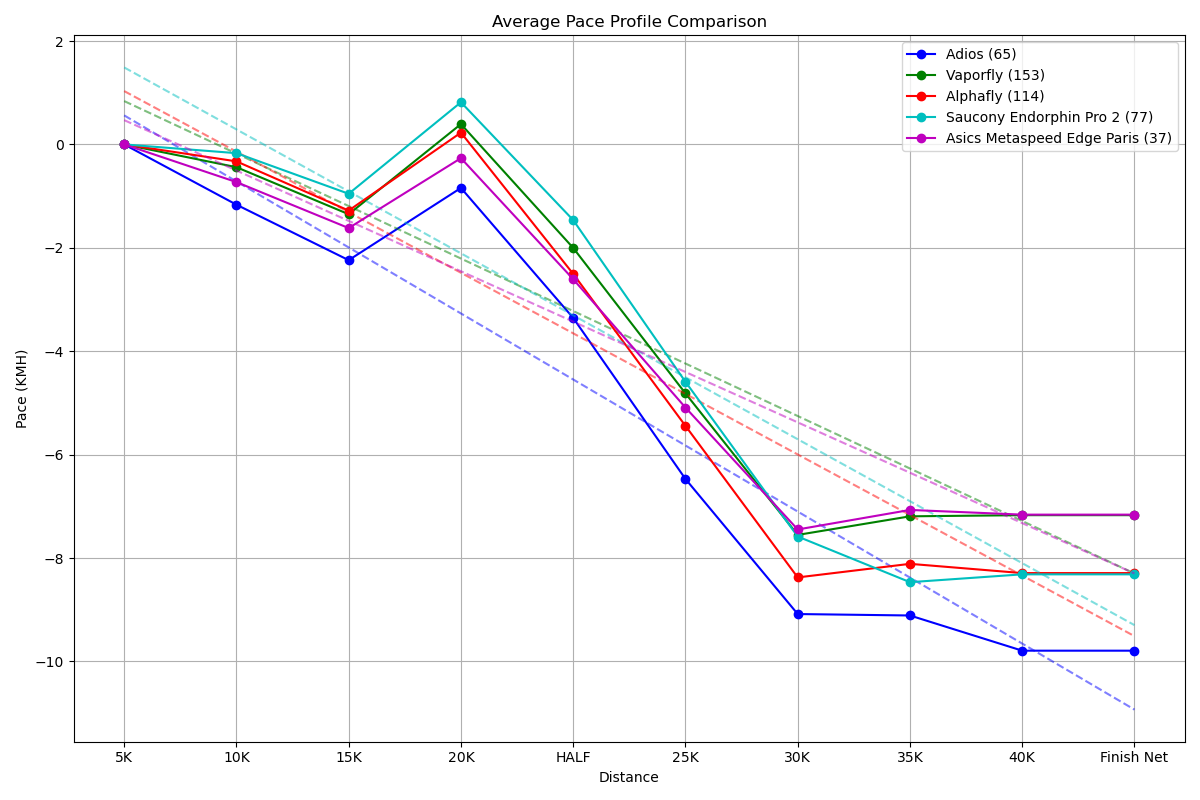 Average Pace Profile Comparison
Adios (65)
Vaporfly (153)
Alphafly (114)
Saucony Endorphin Pro 2 (77)
Asics Metaspeed Edge Paris (37)
Pace (KMH)
2
0
−2
−4
−6
−8
−10
5K 10K 15K 20K HALF 25K 30K 35K 40K Finish Net
Distance